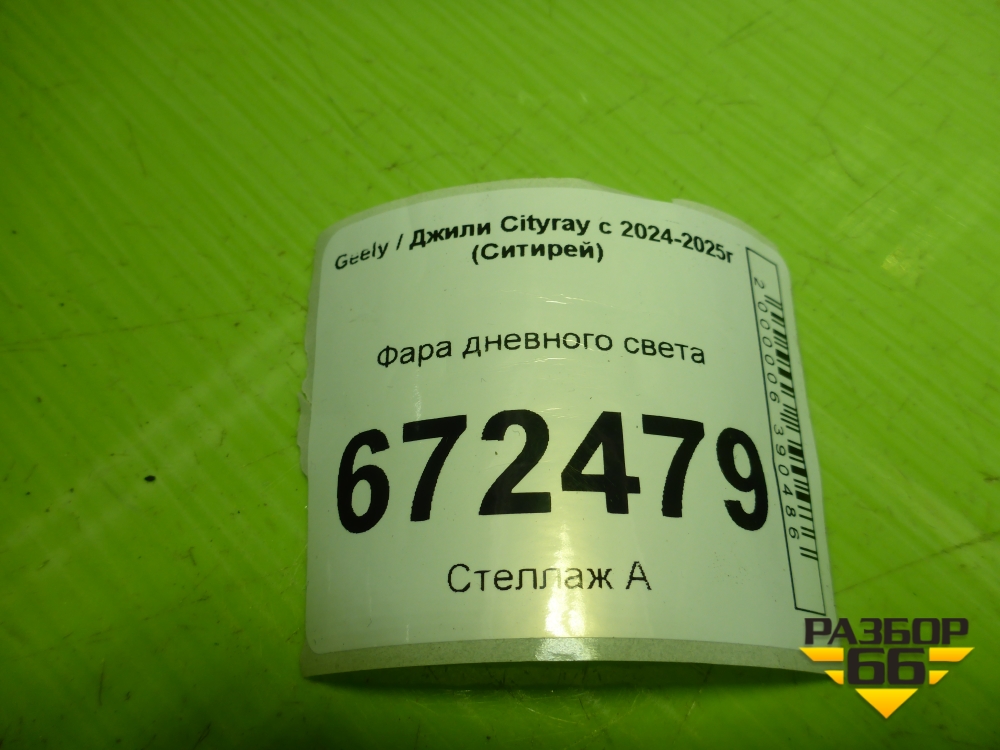 Geely / Джили Cityray с 2024-2025г
(Ситирей)
Фара дневного света
672479
Стеллаж А
2000006390486
РАЗБОР
66